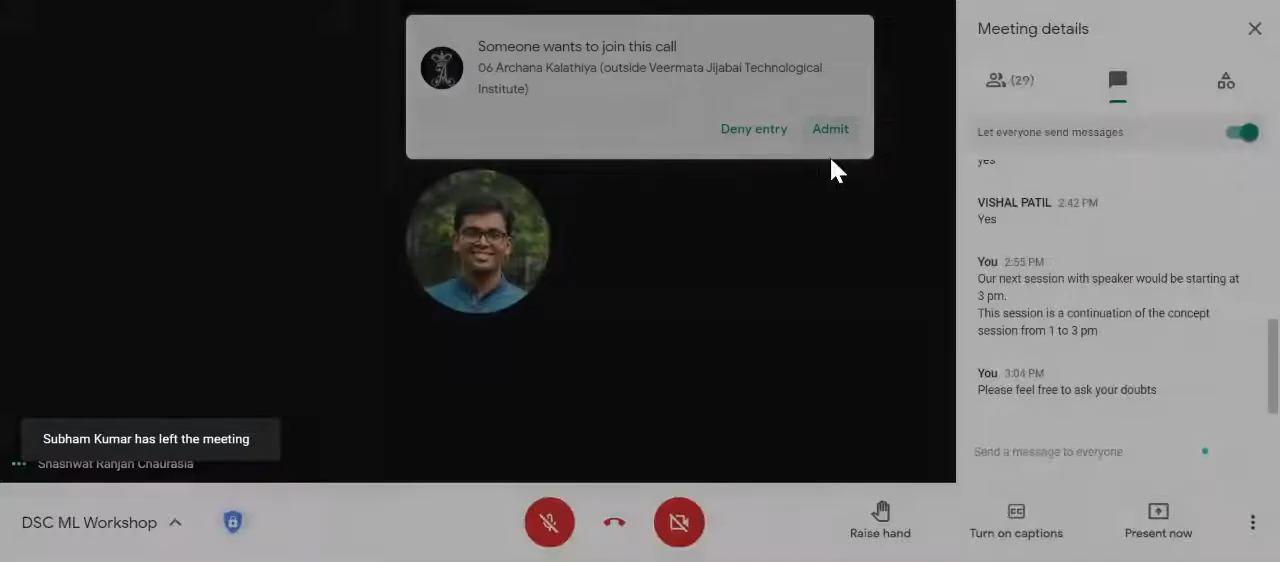 Someone wants to join this call
06 Archana Kalathiya (outside Veermata Jijabai Technological
Institute)
Deny entry
Admit
Subham Kumar has left the meeting
Shashwat Ranjan Chaurasia
Meeting details
(29)
Let everyone send messages
yes
VISHAL PATIL 2:42 PM
Yes
You 2:55 PM
Our next session with speaker would be starting at
3 pm.
This session is a continuation of the concept
session from 1 to 3 pm
You 3:04 PM
Please feel free to ask your doubts
Send a message to everyone
DSC ML Workshop
Raise hand
CC
Turn on captions
Present now